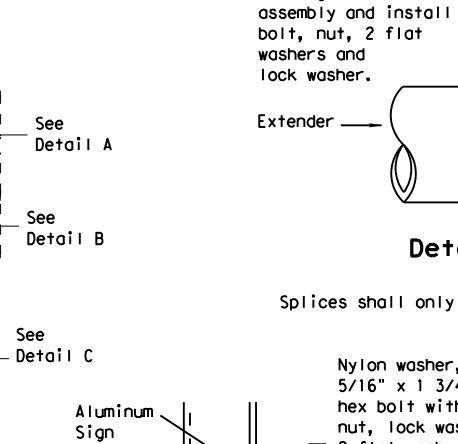 assembly and install
bolt, nut, 2 flat
washers and
lock washer.
Extender
See
Detail A
See
Detail B
Splices shall only
See
Detail C
Nylon washer,
5/16" x 1 3/4
hex bolt with
nut, lock
Aluminum
Sign